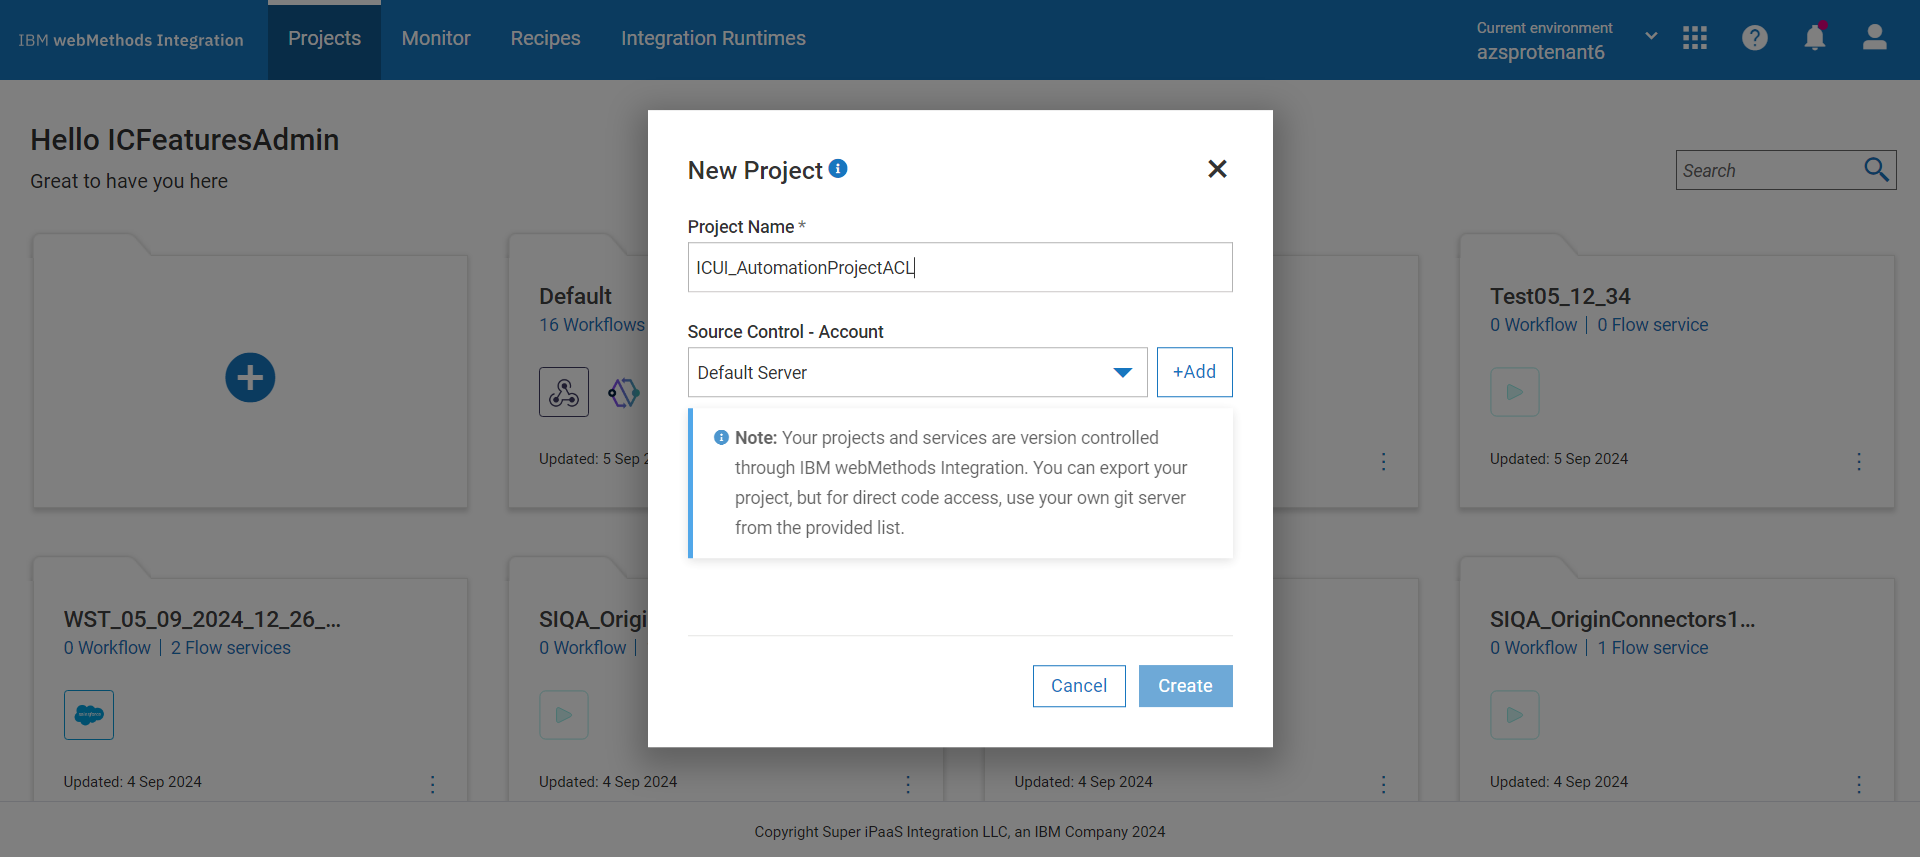 IBM webMethods Integration
Projects
Monitor
Recipes
Integration Runtimes
Current environment
azsprotenant6
Hello ICFeaturesAdmin
Great to have you here
Search
New Project
Project Name *
ICUI_AutomationProjectACL
Source Control - Account
Default Server
+Add
Note: Your projects and services are version controlled
through IBM webMethods Integration. You can export your
project, but for direct code access, use your own git server
from the provided list.
Cancel
Create
Default
16 Workflows
Updated: 5 Sep 2
Test05_12_34
0 Workflow | 0 Flow service
Updated: 5 Sep 2024
WST_05_09_2024_12_26_...
0 Workflow | 2 Flow services
Updated: 4 Sep 2024
SIQA_Origi
0 Workflow |
Updated: 4 Sep 2024
Updated: 4 Sep 2024
SIQA_OriginConnectors1...
0 Workflow | 1 Flow service
Updated: 4 Sep 2024
Copyright Super iPaaS Integration LLC, an IBM Company 2024